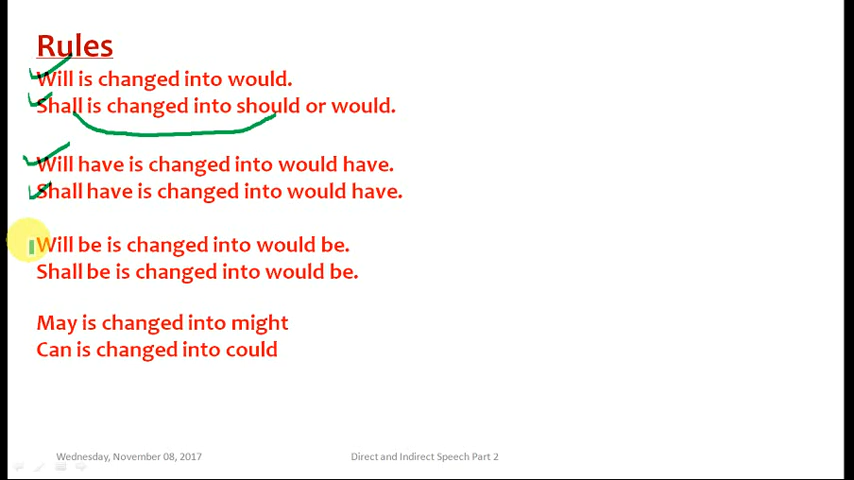 Rules
Will is changed into would.
Shall is changed into should or would.
Will have is changed into would have.
Shall have is changed into would have.
Will be is changed into would be.
Shall be is changed into would be.
May is changed into might
Can is changed into could
Wednesday, November 08, 2017
Direct and Indirect Speech Part 2